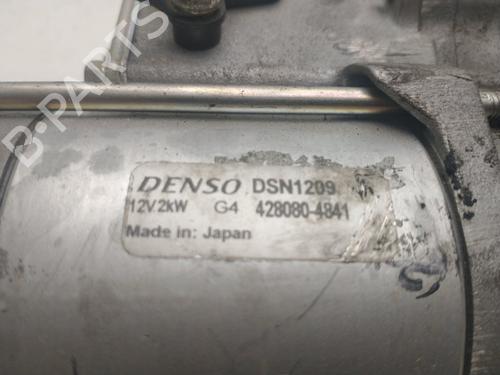 B-PARTS
DENSO DSN1209
12V2kW G4 428080-4841
Made in: Japan